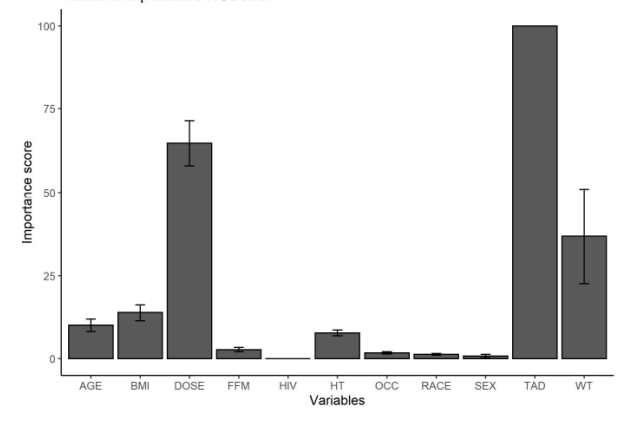 100
75
50
25
0
Importance score
AGE BMI DOSE FFM HIV HT OCC RACE SEX TAD WT
Variables